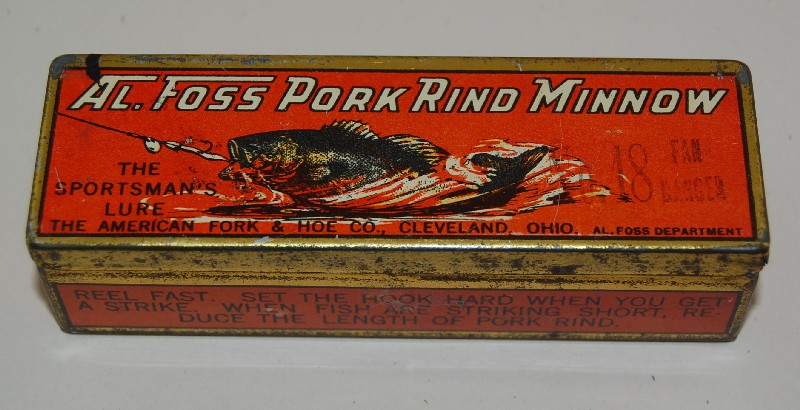 AL. FOSS PORK RIND MINNOW
THE
SPORTSMAN'S
LURE
18 FAN
DANCER
THE AMERICAN FORK & HOE CO., CLEVELAND, OHIO. AL. FOSS DEPARTMENT
REEL FAST. SET THE HOOK HARD WHEN YOU GET
A STRIKE. WHEN FISH ARE STRIKING SHORT, RE-
DUCE THE LENGTH OF PORK RIND.